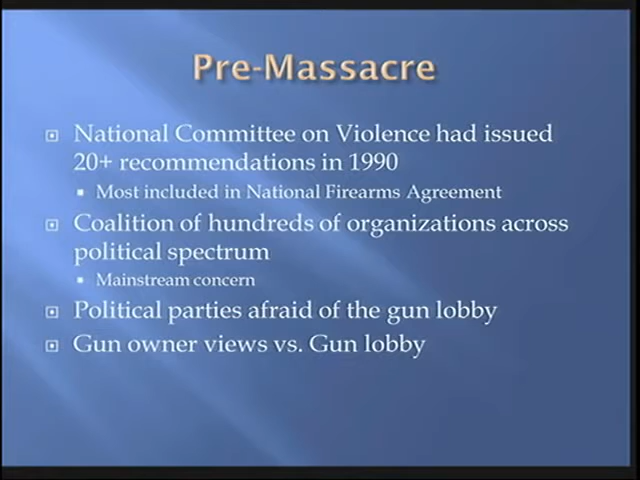 Pre-Massacre
National Committee on Violence had issued
20+ recommendations in 1990
Most included in National Firearms Agreement
Coalition of hundreds of organizations across
political spectrum
Mainstream concern
Political parties afraid of the gun lobby
Gun owner views vs. Gun lobby